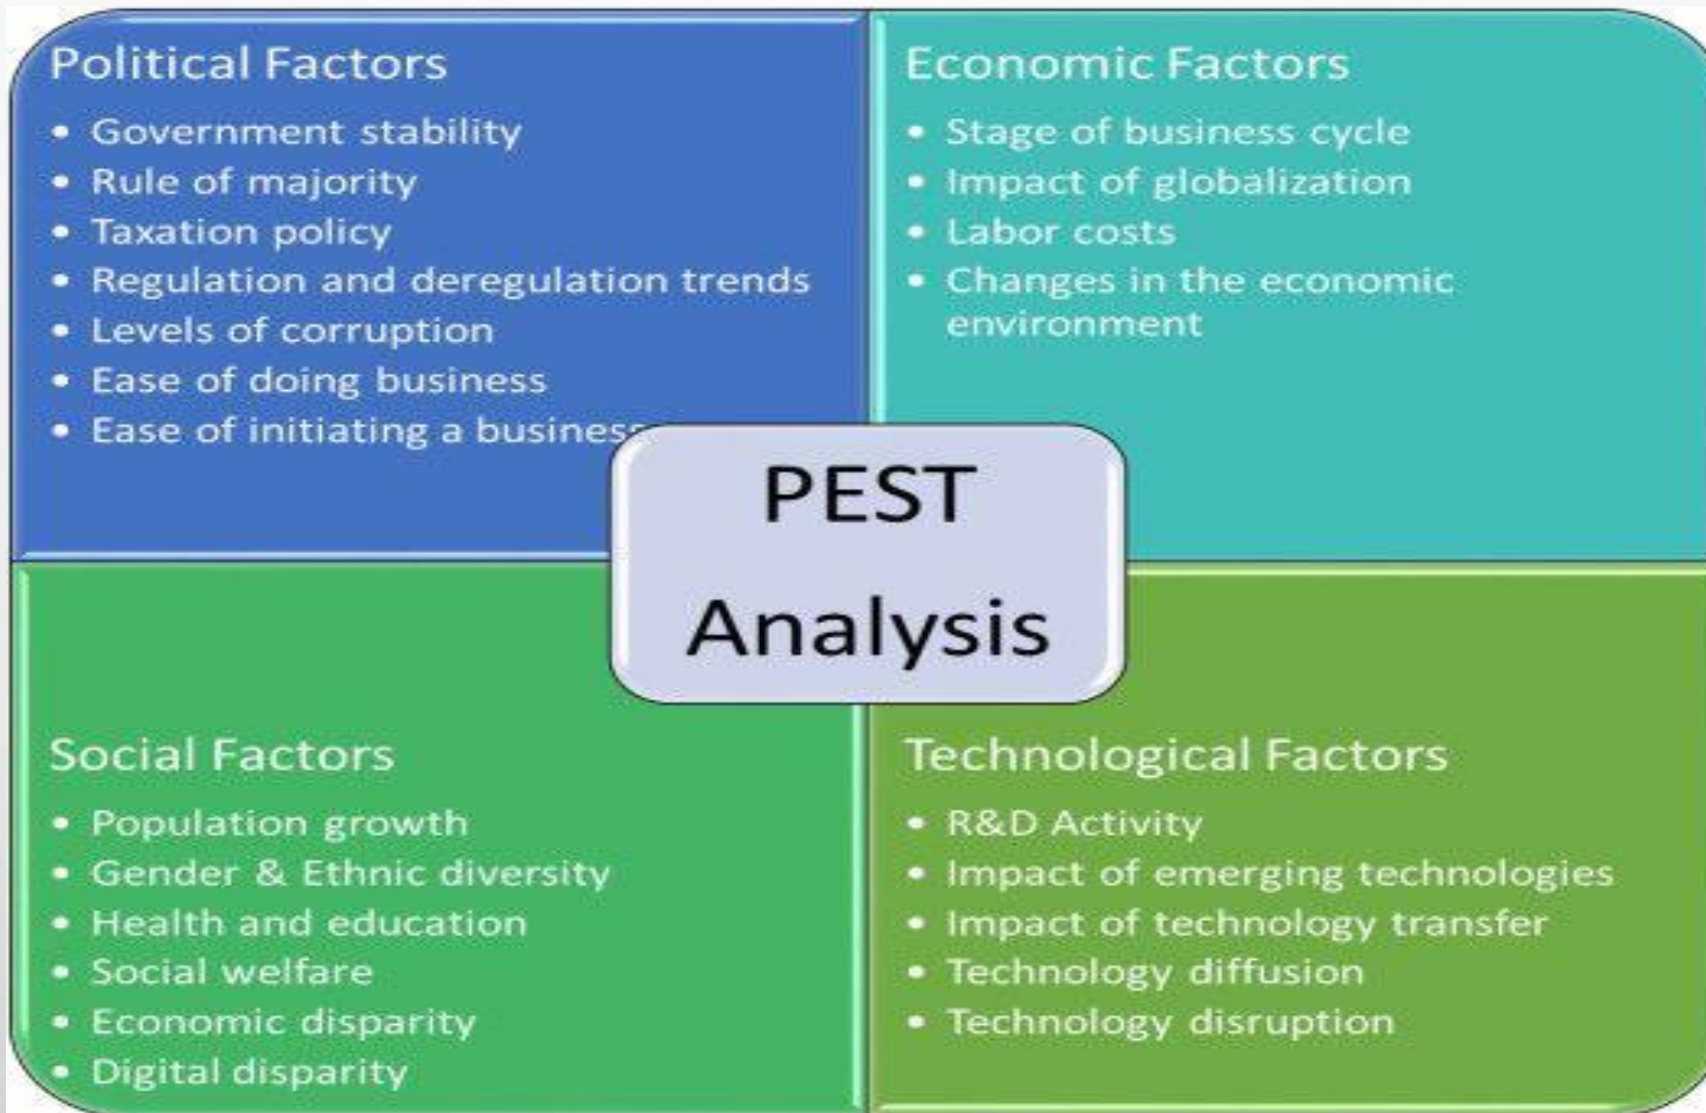 Political Factors
• Government stability
• Rule of majority
• Taxation policy
• Regulation and deregulation trends
• Levels of corruption
• Ease of doing business
• Ease of initiating a business
Economic Factors
• Stage of business cycle
• Impact of globalization
• Labor costs
• Changes in the economic
environment
PEST
Analysis
Social Factors
• Population growth
• Gender & Ethnic diversity
• Health and education
• Social welfare
• Economic disparity
• Digital disparity
Technological Factors
• R&D Activity
• Impact of emerging technologies
• Impact of technology transfer
• Technology diffusion
• Technology disruption